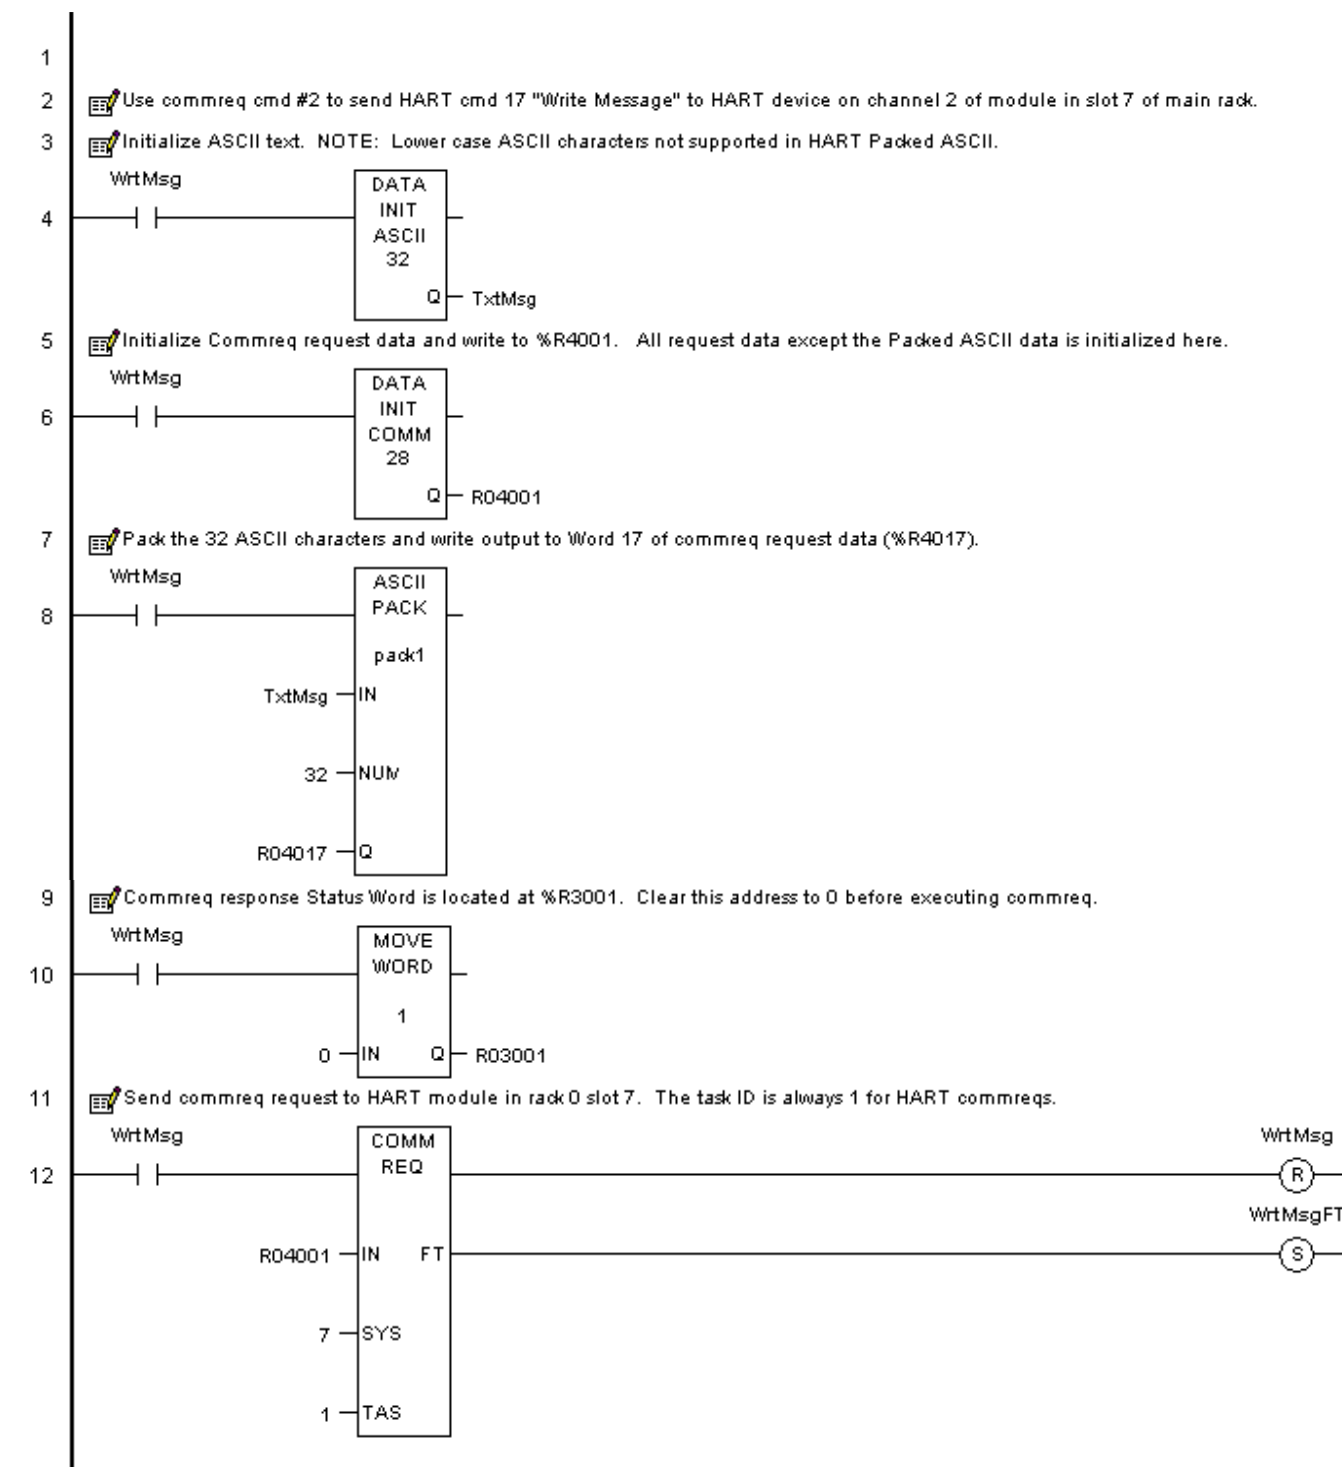 1
2 Use commreq cmd #2 to send HART cmd 17 "Write Message" to HART device on channel 2 of module in slot 7 of main rack.
3 Initialize ASCII text. NOTE: Lower case ASCII characters not supported in HART Packed ASCII.
WrtMsg
DATA
INIT
4
ASCII
32
Q TxtMsg
5 Initialize Commreq request data and write to %R4001. All request data except the Packed ASCII data is initialized here.
WrtMsg
DATA
INIT
6
COMM
28
Q R04001
7 Pack the 32 ASCII characters and write output to Word 17 of commreq request data (%R4017).
WrtMsg
ASCII
PACK
8
pack1
TxtMsg IN
32 NUM
R04017 Q
9 Commreq response Status Word is located at %R3001. Clear this address to 0 before executing commreq.
WrtMsg
MOVE
WORD
10
1
0 IN Q R03001
11 Send commreq request to HART module in rack 0 slot 7. The task ID is always 1 for HART commreqs.
WrtMsg COMM WrtMsg
REQ
12 R
WrtMsgFT
R04001 IN FT S
7 SYS
1 TAS